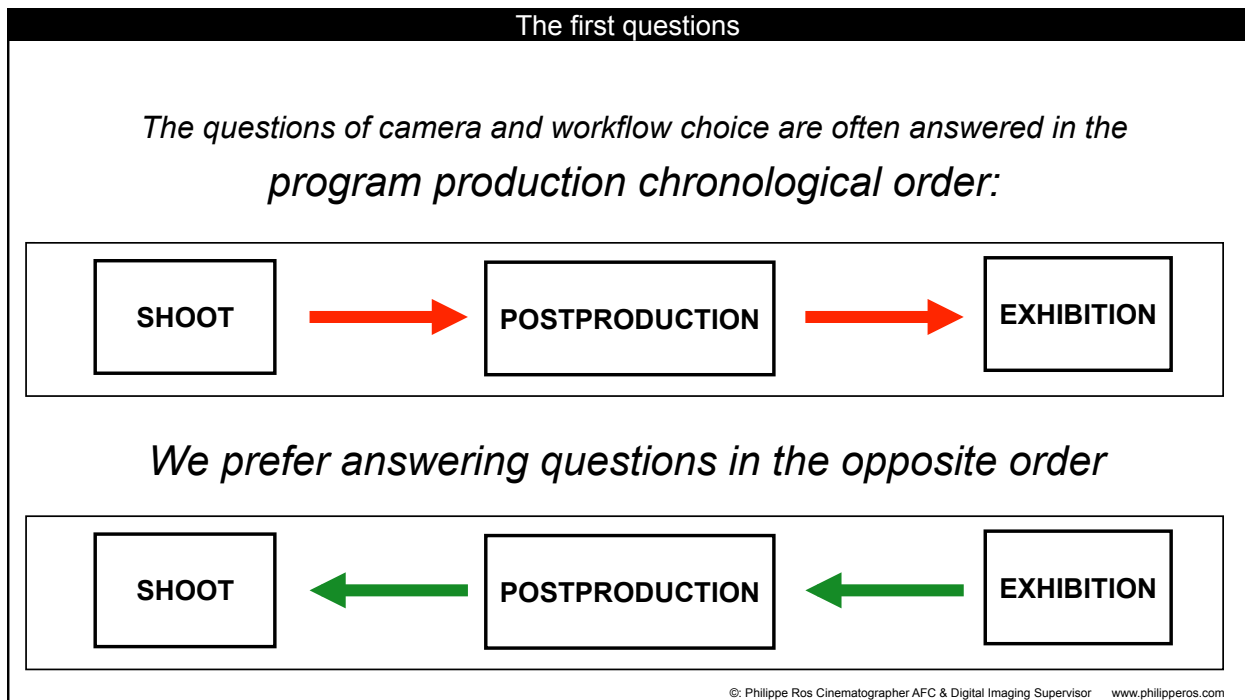 The first questions
The questions of camera and workflow choice are often answered in the
program production chronological order:
SHOOT POSTPRODUCTION EXHIBITION
We prefer answering questions in the opposite order
SHOOT POSTPRODUCTION EXHIBITION
©: Philippe Ros Cinematographer AFC & Digital Imaging Supervisor www.philipperos.com